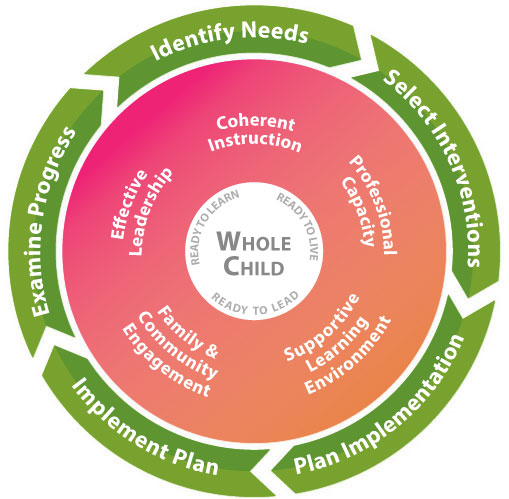 Identify Needs
Select Interventions
Plan Implementation
Implement Plan
Examine Progress
Coherent
Instruction
Professional
Capacity
Supportive
Learning
Environment
Family &
Community
Engagement
Effective
Leadership
READY TO LEARN
READY TO LIVE
READY TO LEAD
WHOLE
CHILD